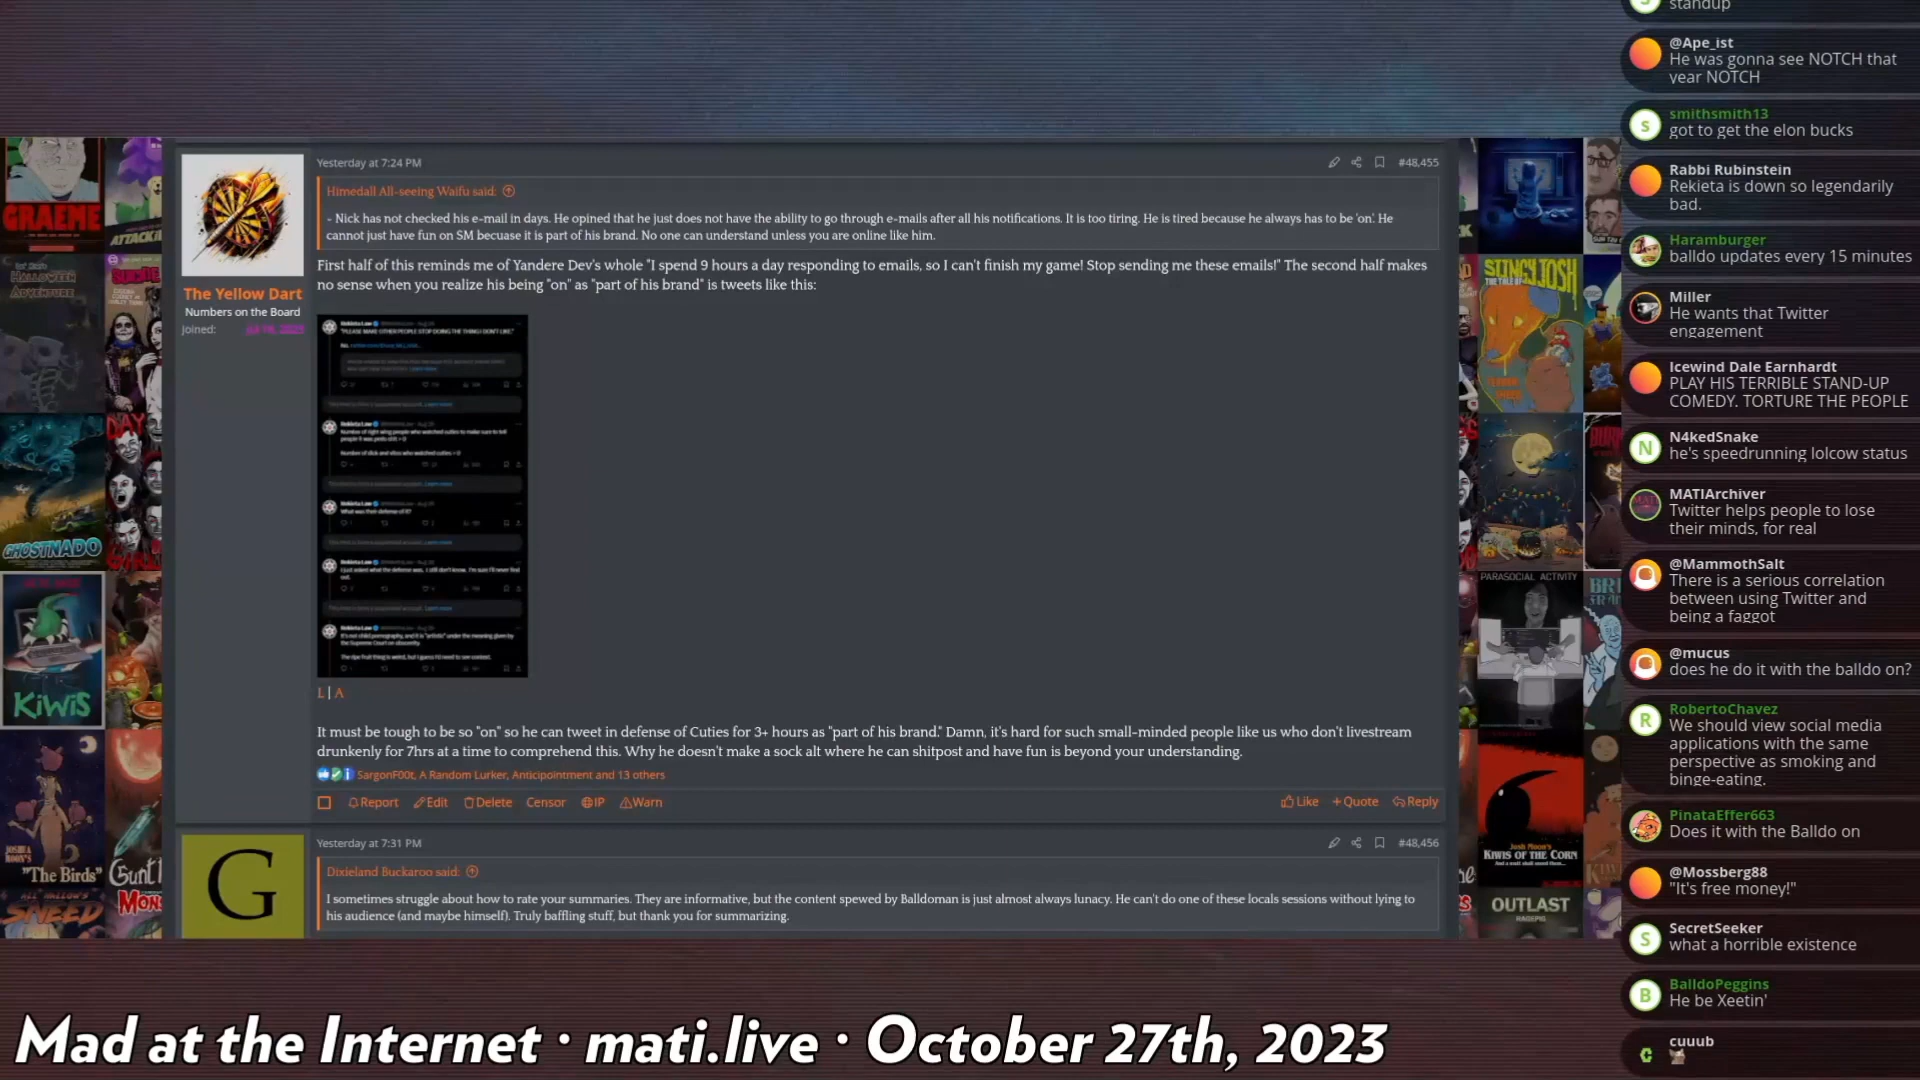 standup
@Ape_ist
He was gonna see NOTCH that
year NOTCH
smithsmith13
got to get the elon bucks
Rabbi Rubinstein
Rekieta is down so legendarily
bad.
Haramburger
balldo updates every 15 minutes
Miller
He wants that Twitter
engagement
Icewind Dale Earnhardt
PLAY HIS TERRIBLE STAND-UP
COMEDY. TORTURE THE PEOPLE
N4kedSnake
he's speedrunning lolcow status
MATIArchiver
Twitter helps people to lose
their minds, for real
@MammothSalt
There is a serious correlation
between using Twitter and
being a faggot
@mucus
does he do it with the balldo on?
RobertoChavez
We should view social media
applications with the same
perspective as smoking and
binge-eating.
PinataEffer663
Does it with the Balldo on
@Mossberg88
"It's free money!"
SecretSeeker
what a horrible existence
BalldoPeggins
He be Xeetin'
cuuub
Yesterday at 7:24 PM
#48,455
The Yellow Dart
Numbers on the Board
Joined:
Himedall All-seeing Waifu said:
- Nick has not checked his e-mail in days. He opined that he just does not have the ability to go through e-mails after all his notifications. It is too tiring. He is tired because he always has to be 'on'. He
cannot just have fun on SM becuase it is part of his brand. No one can understand unless you are online like him.
First half of this reminds me of Yandere Dev's whole "I spend 9 hours a day responding to emails, so I can't finish my game! Stop sending me these emails!" The second half makes
no sense when you realize his being "on" as "part of his brand" is tweets like this:
L | A
It must be tough to be so "on" so he can tweet in defense of Cuties for 3+ hours as "part of his brand." Damn, it's hard for such small-minded people like us who don't livestream
drunkenly for 7hrs at a time to comprehend this. Why he doesn't make a sock alt where he can shitpost and have fun is beyond your understanding.
SargonF00t, A Random Lurker, Anticipointment and 13 others
Report Edit Delete Censor IP Warn
Like + Quote Reply
Yesterday at 7:31 PM
#48,456
G
Dixieland Buckaroo said:
I sometimes struggle about how to rate your summaries. They are informative, but the content spewed by Balldoman is just almost always lunacy. He can't do one of these locals sessions without lying to
his audience (and maybe himself). Truly baffling stuff, but thank you for summarizing.
GRAEME
HALLOWEEN
ADVENTURE
GHOSTNADO
DAY
KiWiS
JOSHUA
MOON'S
"The Birds"
ALL HALLOW'S
SNEED
STINGY JOSH
PARASOCIAL ACTIVITY
Josh Moon's
KIWIS OF THE CORN
OUTLAST
RAGEPIG
Mad at the Internet · mati.live · October 27th, 2023